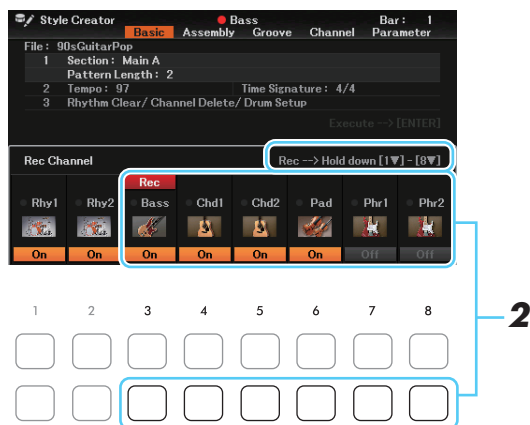 Style Creator Bass Bar : 1
Basic Assembly Groove Channel Parameter
File : 90sGuitarPop
1 Section : Main A
Pattern Length : 2
2 Tempo : 97 Time Signature : 4/4
3 Rhythm Clear/ Channel Delete/ Drum Setup
Execute --> [ENTER]
Rec Channel Rec --> Hold down [1▼] - [8▼]
Rec
Rhy1 Rhy2 Bass Chd1 Chd2 Pad Phr1 Phr2
On On On On On On Off Off
1 2 3 4 5 6 7 8
2